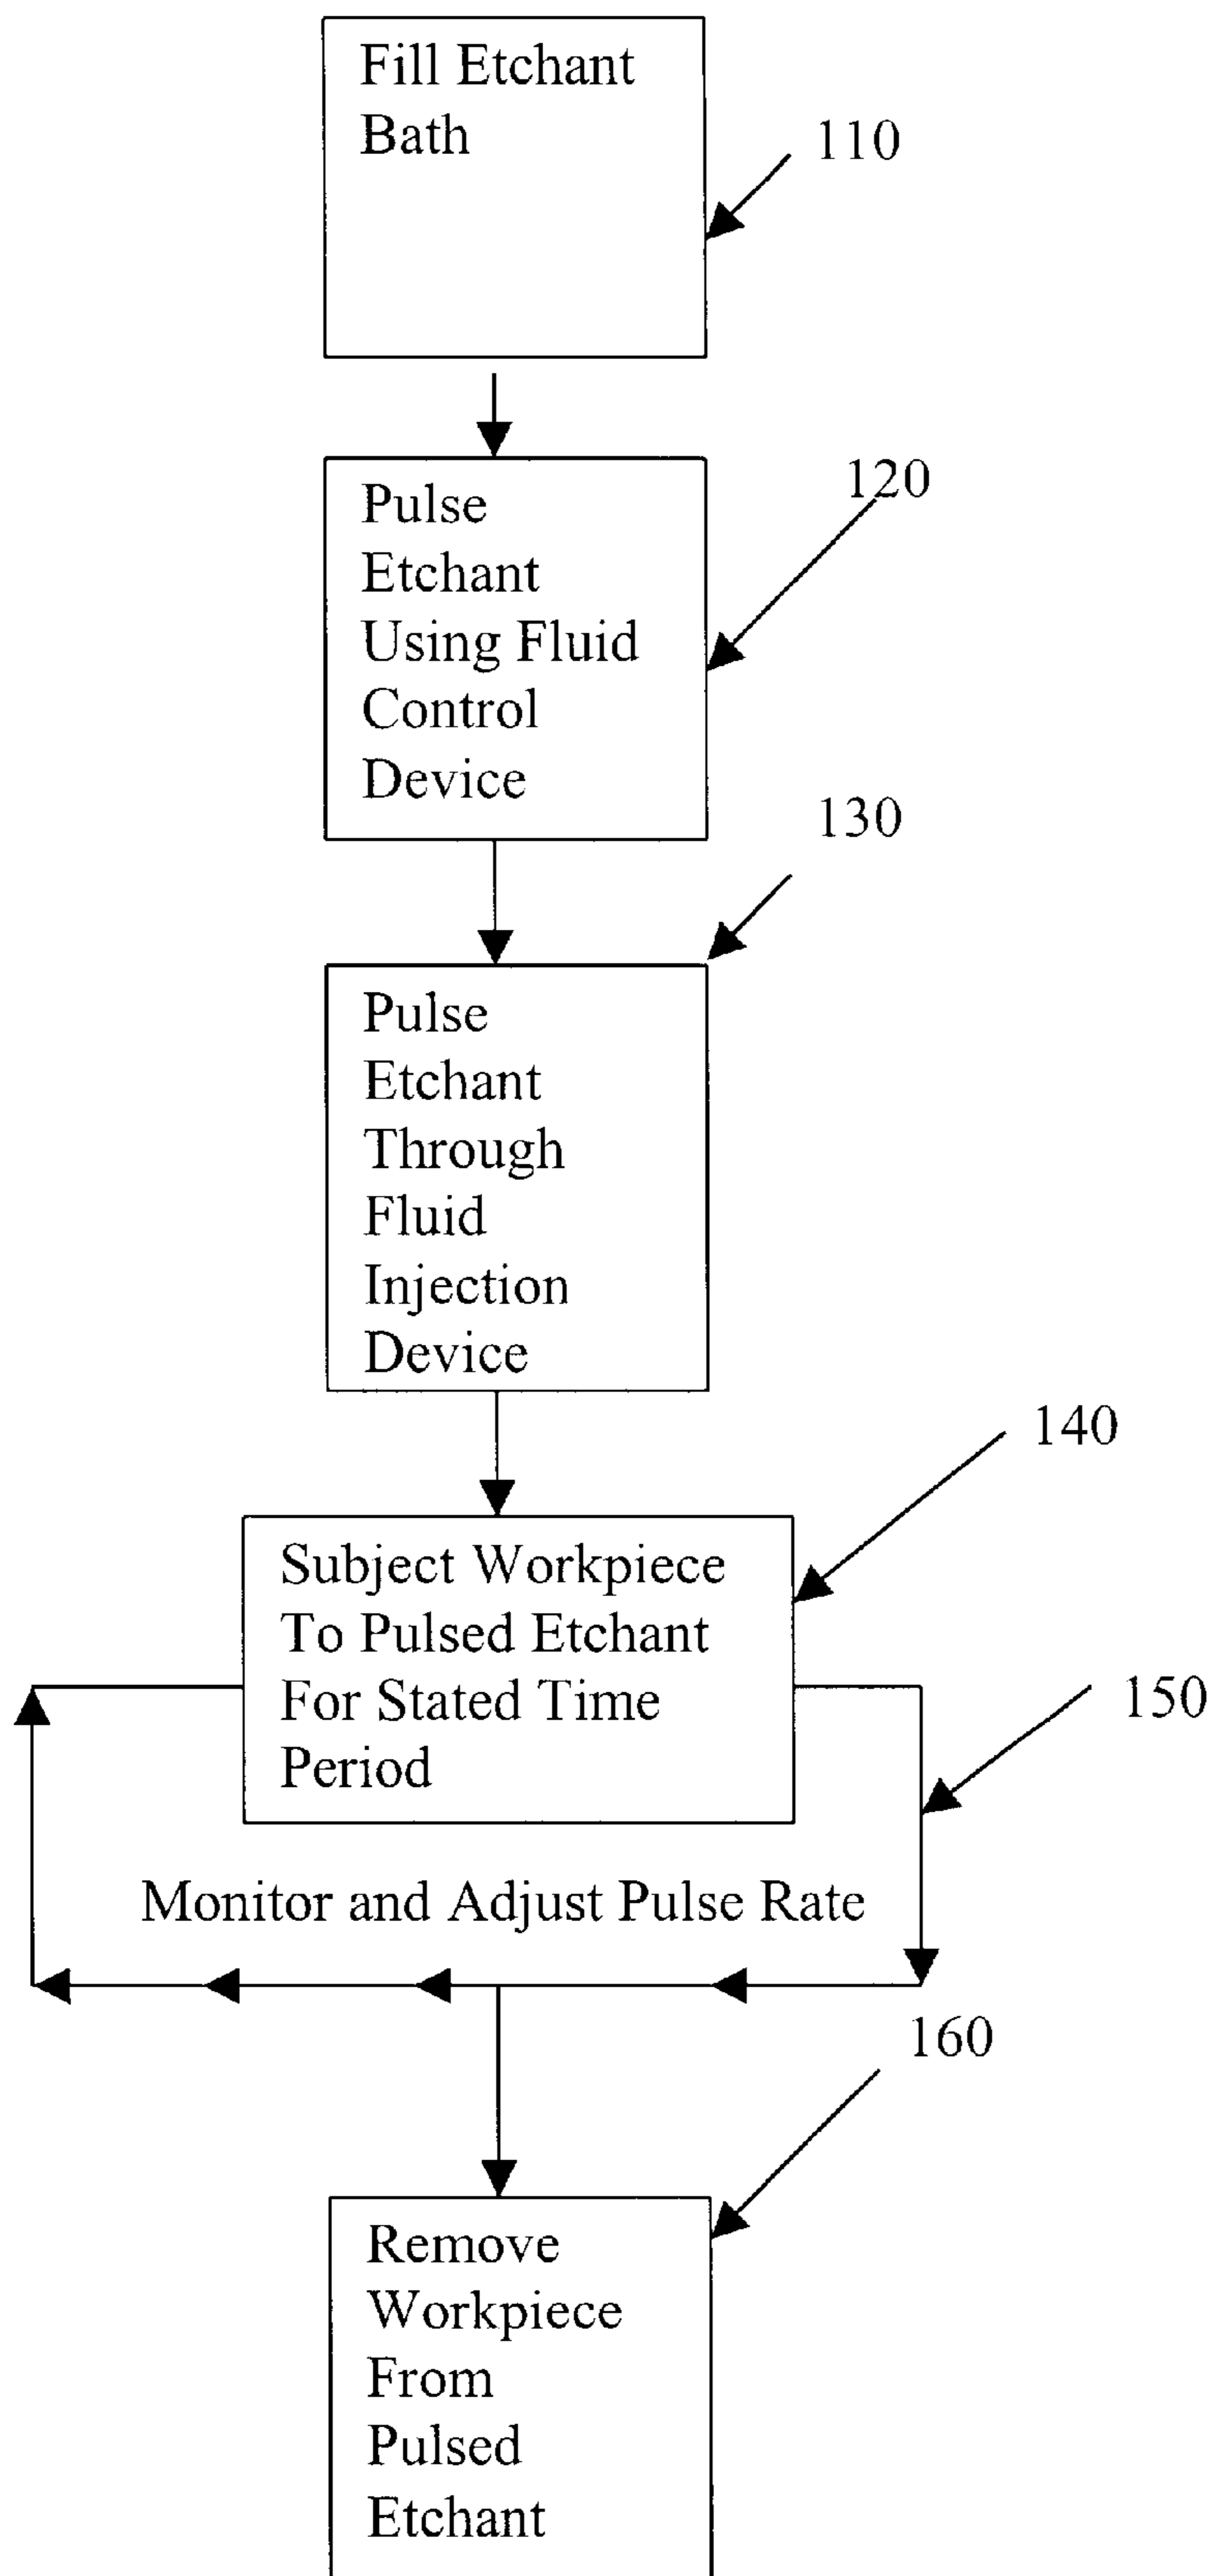 Fill Etchant
Bath
110
120
Pulse
Etchant
Using Fluid
Control
Device
130
Pulse
Etchant
Through
Fluid
Injection
Device
140
Subject Workpiece
To Pulsed Etchant
For Stated Time
Period
150
Monitor and Adjust Pulse Rate
160
Remove
Workpiece
From
Pulsed
Etchant